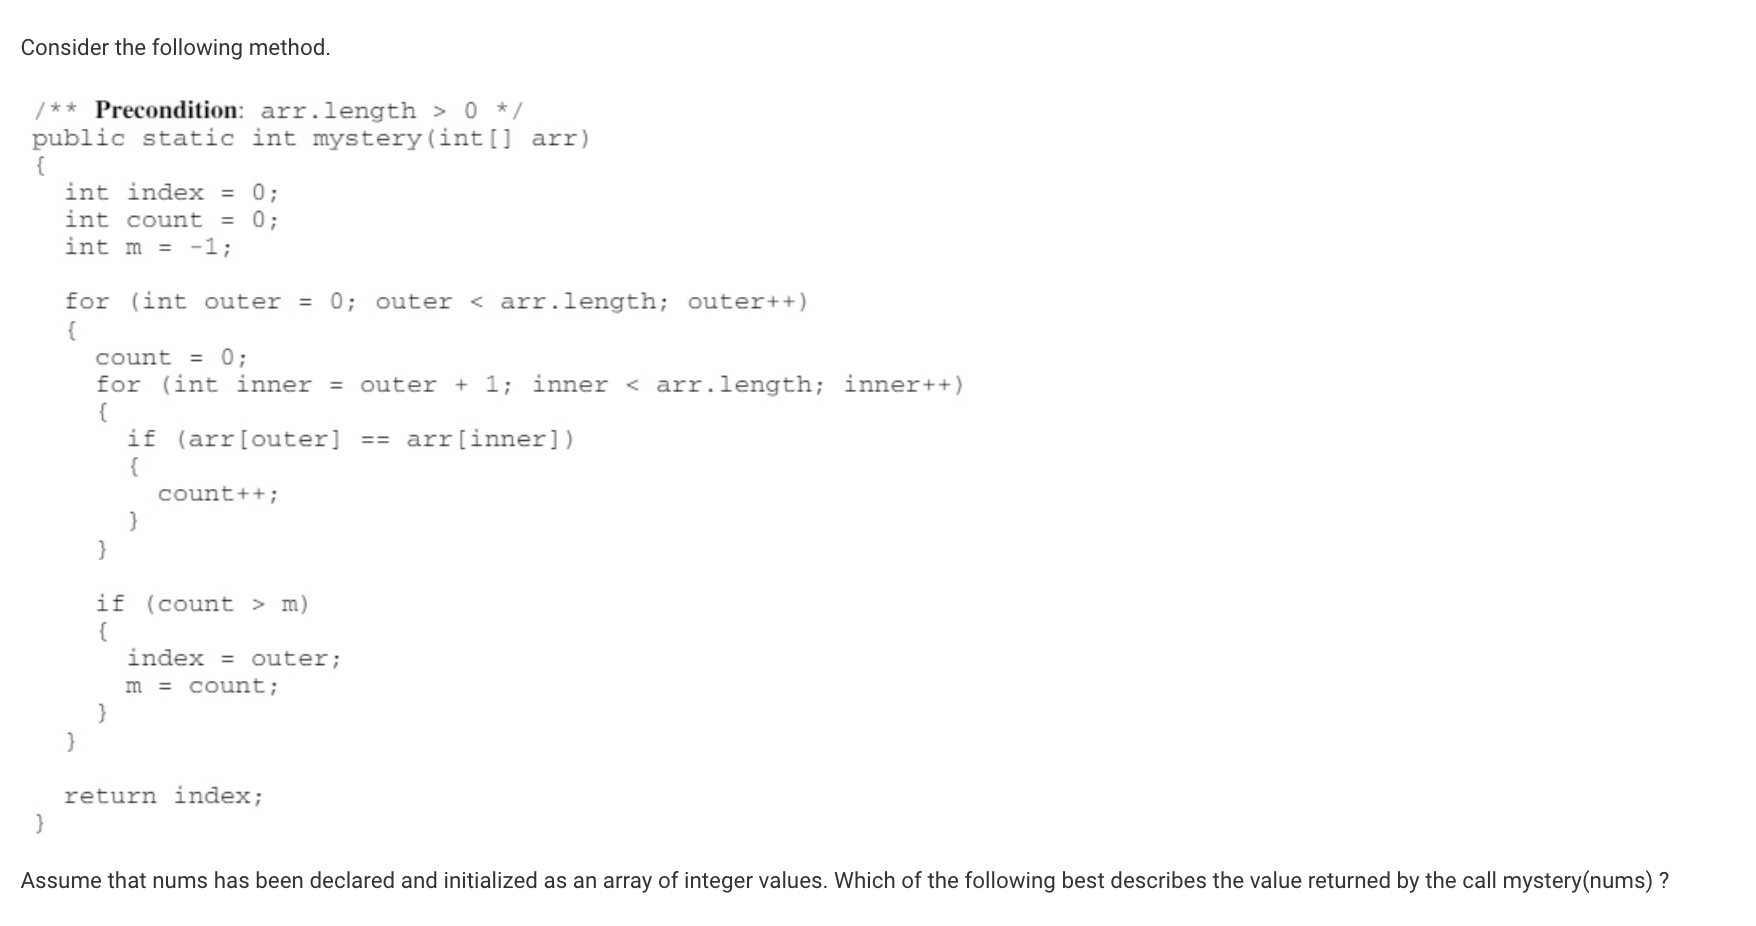 Consider the following method.
/** Precondition: arr.length > 0 */
public static int mystery(int[] arr)
{
int index = 0;
int count = 0;
int m = -1;
for (int outer = 0; outer < arr.length; outer++)
{
count = 0;
for (int inner = outer + 1; inner < arr.length; inner++)
{
if (arr[outer] == arr[inner])
{
count++;
}
}
if (count > m)
{
index = outer;
m = count;
}
}
return index;
}
Assume that nums has been declared and initialized as an array of integer values. Which of the following best describes the value returned by the call mystery(nums) ?